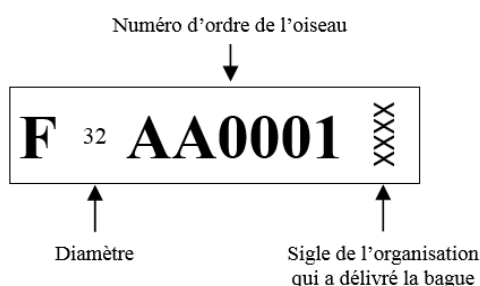 Numéro d’ordre de l’oiseau
F 32 AA0001 XXXX
Diamètre
Sigle de l’organisation
qui a délivré la bague